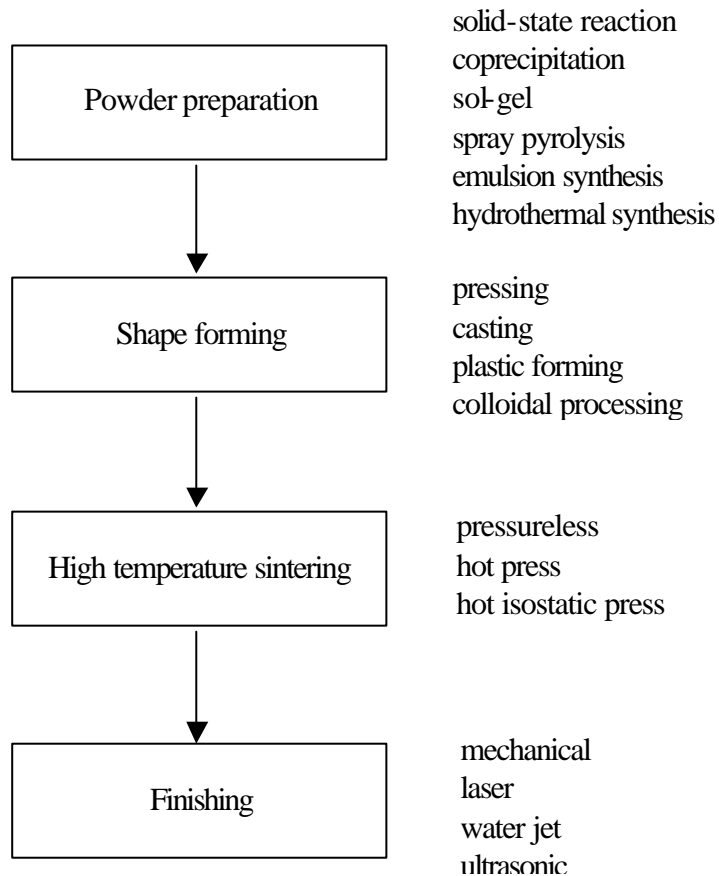 Powder preparation
solid-state reaction
coprecipitation
sol-gel
spray pyrolysis
emulsion synthesis
hydrothermal synthesis
Shape forming
pressing
casting
plastic forming
colloidal processing
High temperature sintering
pressureless
hot press
hot isostatic press
Finishing
mechanical
laser
water jet
ultrasonic